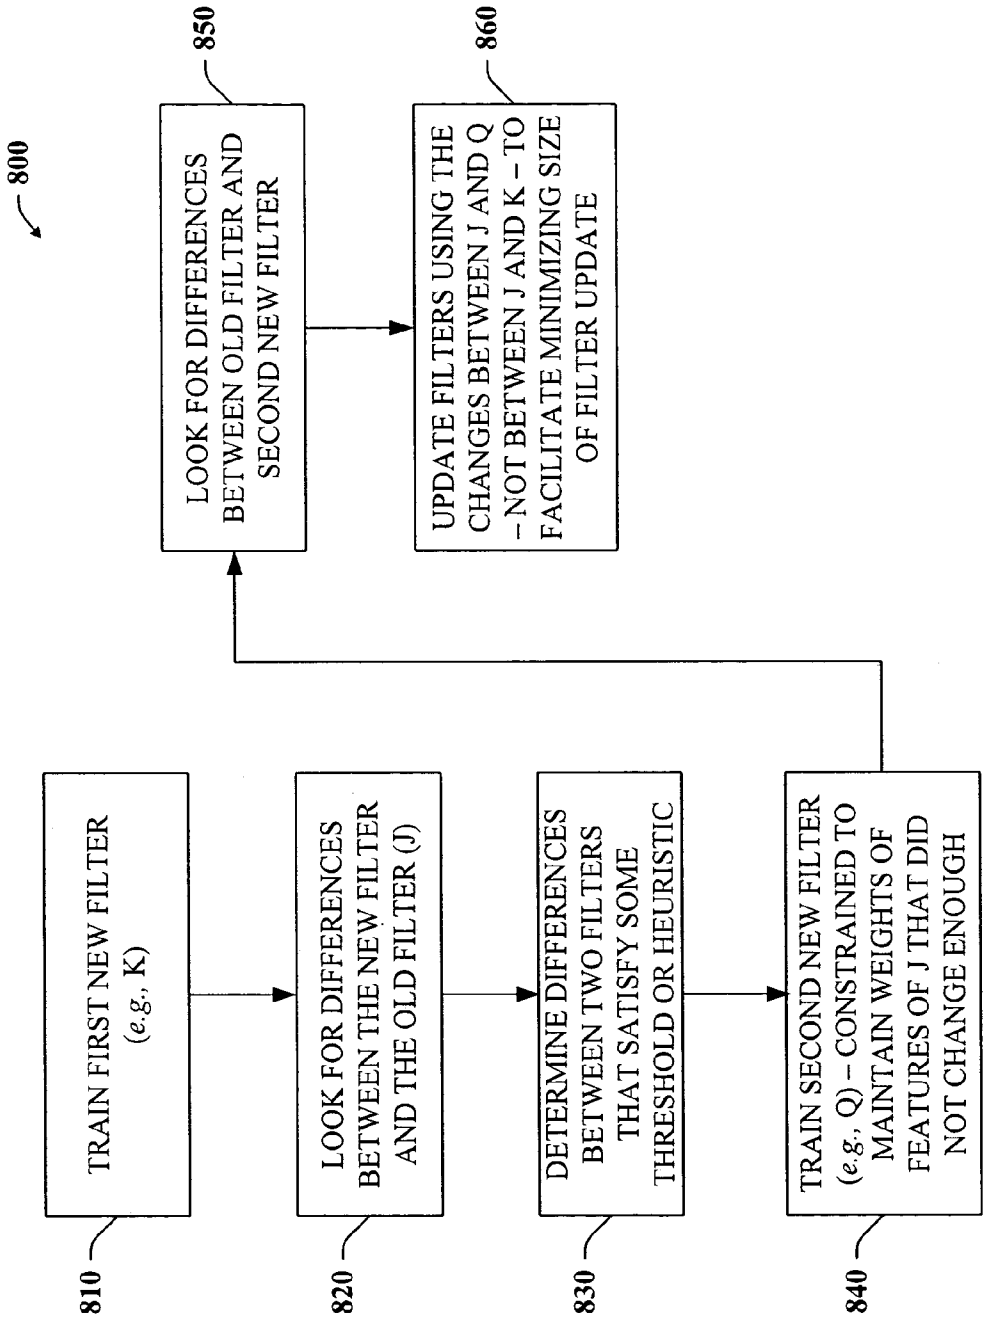 800
810
TRAIN FIRST NEW FILTER
(e.g., K)
820
LOOK FOR DIFFERENCES
BETWEEN THE NEW FILTER
AND THE OLD FILTER (J)
830
DETERMINE DIFFERENCES
BETWEEN TWO FILTERS
THAT SATISFY SOME
THRESHOLD OR HEURISTIC
840
TRAIN SECOND NEW FILTER
(e.g., Q) – CONSTRAINED TO
MAINTAIN WEIGHTS OF
FEATURES OF J THAT DID
NOT CHANGE ENOUGH
850
LOOK FOR DIFFERENCES
BETWEEN OLD FILTER AND
SECOND NEW FILTER
860
UPDATE FILTERS USING THE
CHANGES BETWEEN J AND Q
– NOT BETWEEN J AND K – TO
FACILITATE MINIMIZING SIZE
OF FILTER UPDATE